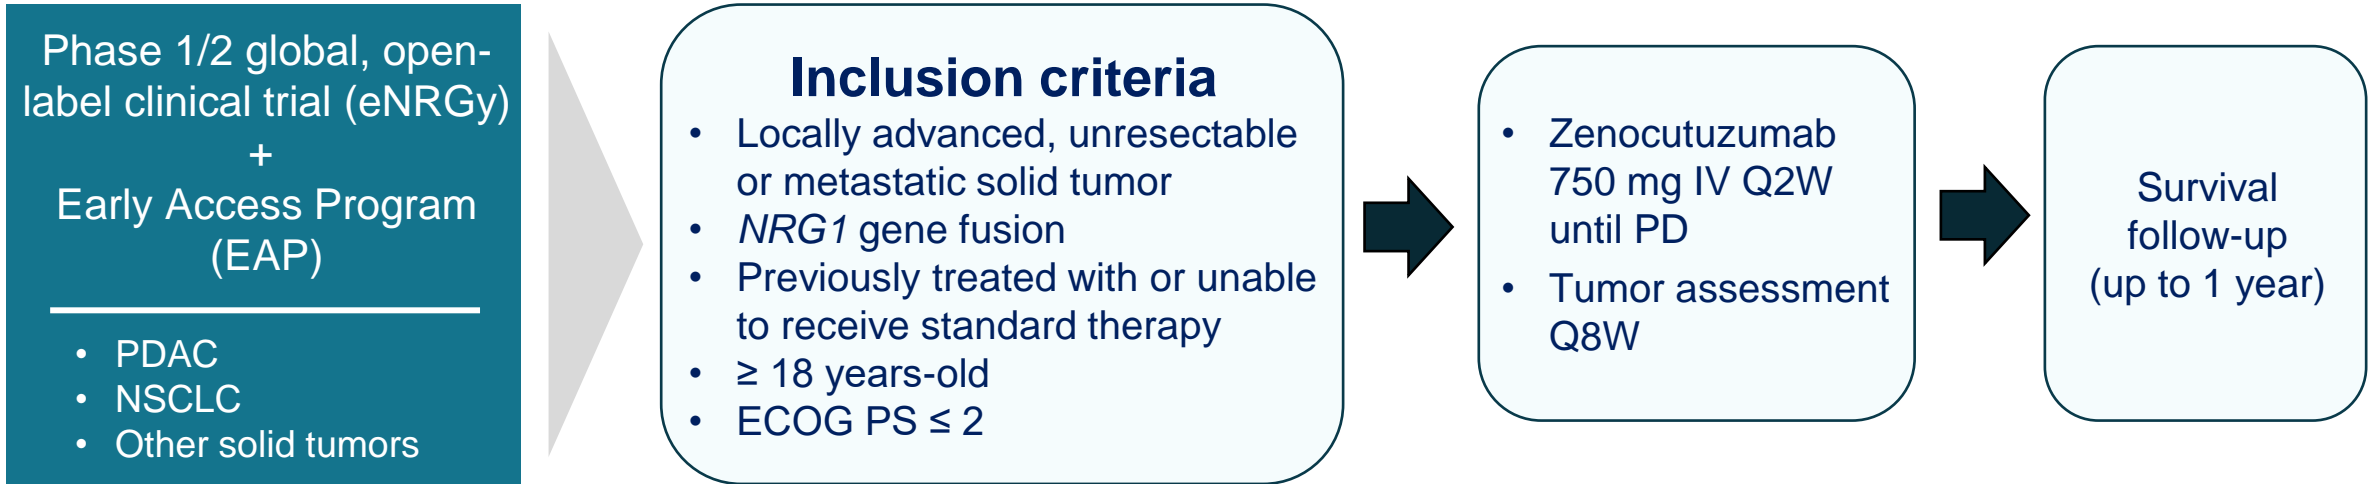 Phase 1/2 global, open-
label clinical trial (eNRGy)
+
Early Access Program
(EAP)
• PDAC
• NSCLC
• Other solid tumors
Inclusion criteria
• Locally advanced, unresectable
or metastatic solid tumor
• NRG1 gene fusion
• Previously treated with or unable
to receive standard therapy
• ≥ 18 years-old
• ECOG PS ≤ 2
• Zenocutuzumab
750 mg IV Q2W
until PD
• Tumor assessment
Q8W
Survival
follow-up
(up to 1 year)